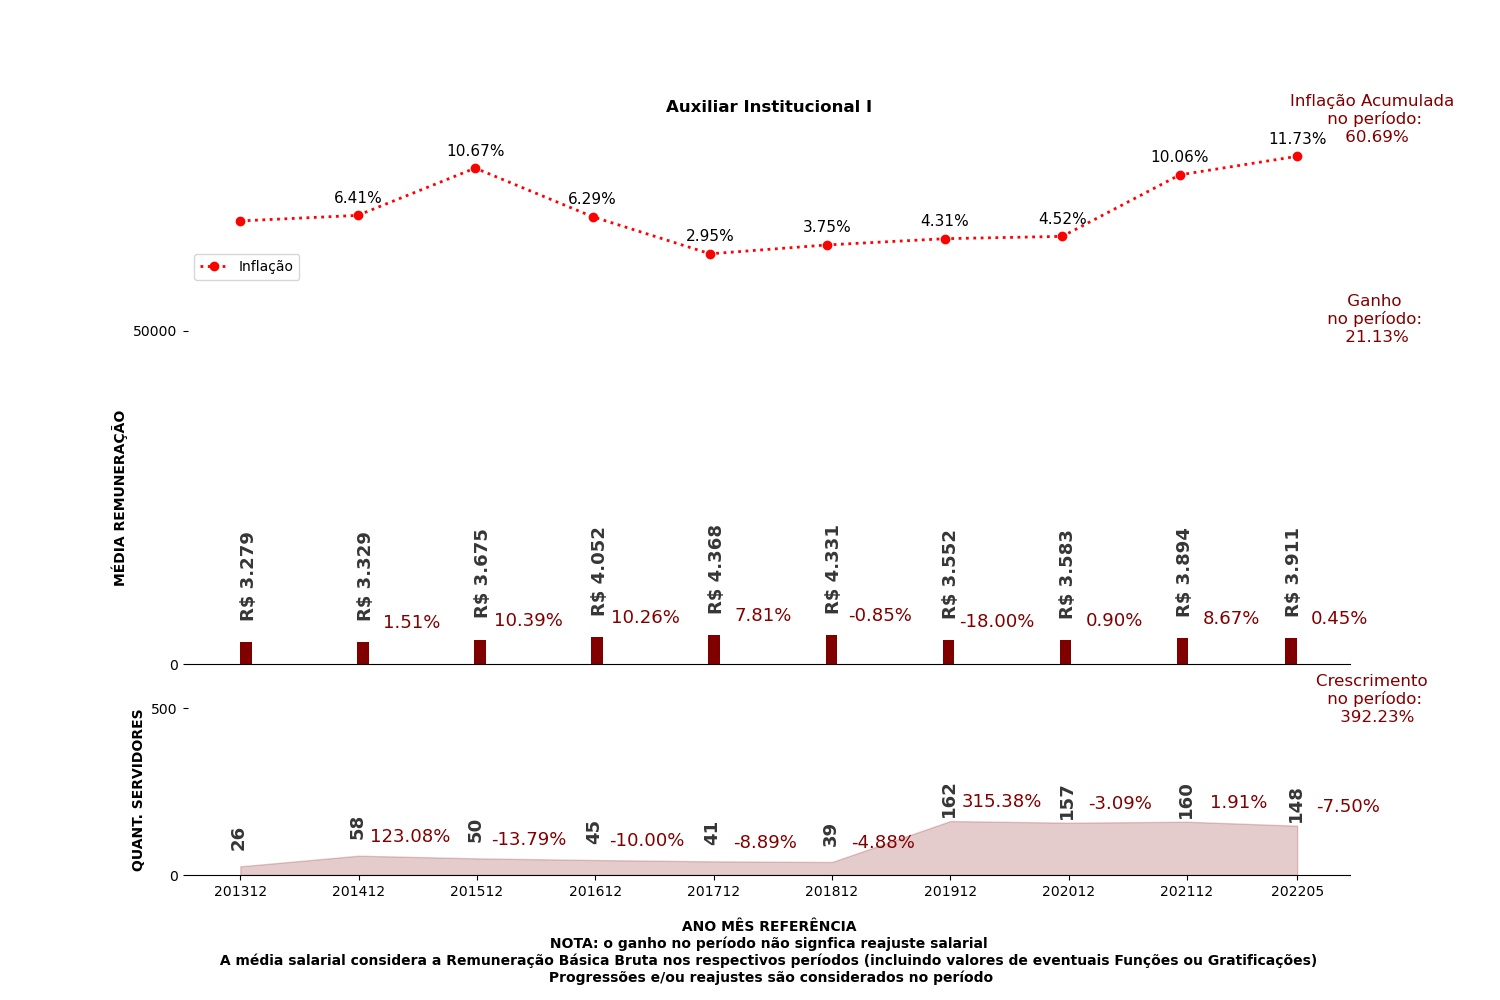 Auxiliar Institucional I
Inflação Acumulada
no período:
60.69%
6.41%
10.67%
6.29%
2.95%
3.75%
4.31%
4.52%
10.06%
11.73%
Inflação
Ganho
no período:
21.13%
50000
0
MÉDIA REMUNERAÇÃO
R$ 3.279
R$ 3.329
R$ 3.675
R$ 4.052
R$ 4.368
R$ 4.331
R$ 3.552
R$ 3.583
R$ 3.894
R$ 3.911
1.51%
10.39%
10.26%
7.81%
-0.85%
-18.00%
0.90%
8.67%
0.45%
Crescrimento
no período:
392.23%
500
0
QUANT. SERVIDORES
26
58
50
45
41
39
162
157
160
148
123.08%
-13.79%
-10.00%
-8.89%
-4.88%
315.38%
-3.09%
1.91%
-7.50%
201312
201412
201512
201612
201712
201812
201912
202012
202112
202205
ANO MÊS REFERÊNCIA
NOTA: o ganho no período não signfica reajuste salarial
A média salarial considera a Remuneração Básica Bruta nos respectivos períodos (incluindo valores de eventuais Funções ou Gratificações)
Progressões e/ou reajustes são considerados no período